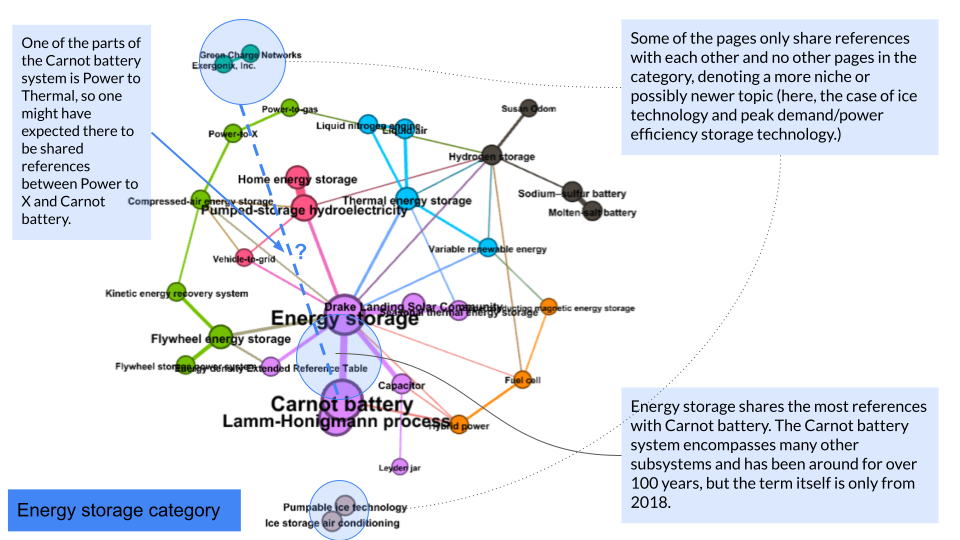 One of the parts of
the Carnot battery
system is Power to
Thermal, so one
might have
expected there to
be shared
references
between Power to
X and Carnot
battery.
Some of the pages only share references
with each other and no other pages in the
category, denoting a more niche or
possibly newer topic (here, the case of ice
technology and peak demand/power
efficiency storage technology.)
Green Charge Networks
Exergonix, Inc.
Power-to-gas
Susan Odom
Liquid nitrogen engine
Liquid air
Power-to-X
Hydrogen storage
Home energy storage
Sodium–sulfur battery
Compressed-air energy storage
Thermal energy storage
Pumped-storage hydroelectricity
Molten-salt battery
?
Variable renewable energy
Vehicle-to-grid
Kinetic energy recovery system
Drake Landing Solar Community
magnetic energy storage
Seasonal thermal energy storage
Energy storage
Flywheel energy storage
Flywheel storage power system
Energy density Extended Reference Table
Fuel cell
Capacitor
Carnot battery
Lamm-Honigmann process
Hybrid power
Energy storage shares the most references
with Carnot battery. The Carnot battery
system encompasses many other
subsystems and has been around for over
100 years, but the term itself is only from
2018.
Leyden jar
Pumpable ice technology
Ice storage air conditioning
Energy storage category